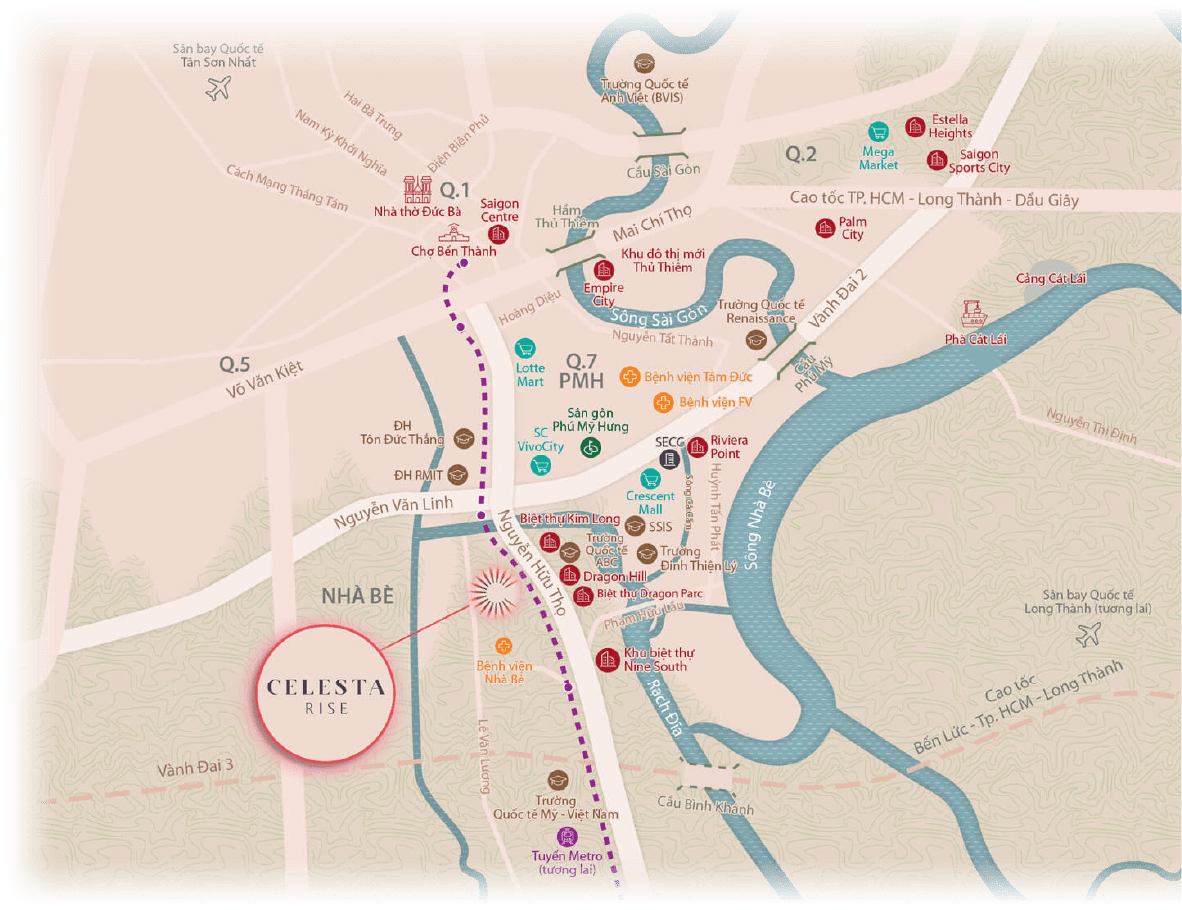 Sân bay Quốc tế
Tân Sơn Nhất
Trường Quốc tế
Anh Việt (BVIS)
Hai Bà Trưng
Nam Kỳ Khởi Nghĩa
Điện Biên Phủ
Cách Mạng Tháng Tám
Cầu Sài Gòn
Q.2
Mega
Market
Estella
Heights
Saigon
Sports City
Q.1
Nhà thờ Đức Bà
Saigon
Centre
Chợ Bến Thành
Hầm
Thủ Thiêm
Mai Chí Thọ
Cao tốc TP. HCM - Long Thành - Dầu Giây
Palm
City
Khu đô thị mới
Thủ Thiêm
Empire
City
Hoàng Diệu
Sông Sài Gòn
Trường Quốc tế
Renaissance
Vành Đai 2
Cảng Cát Lái
Phà Cát Lái
Nguyễn Tất Thành
Q.5
Võ Văn Kiệt
Lotte
Mart
Q.7
PMH
Bệnh viện Tâm Đức
Bệnh viện FV
Cầu
Phú Mỹ
Nguyễn Thị Định
ĐH
Tôn Đức Thắng
ĐH RMIT
SC
VivoCity
Sân gôn
Phú Mỹ Hưng
SECC
Riviera
Point
Crescent
Mall
Huỳnh Tấn Phát
Sông Nhà Bè
Nguyễn Văn Linh
Nguyễn Hữu Thọ
Biệt thự Kim Long
SSIS
Trường
Quốc tế
ABC
Trường
Đinh Thiện Lý
Dragon Hill
Biệt thự Dragon Parc
Phạm Hữu Lầu
NHÀ BÈ
Sân bay Quốc tế
Long Thành (tương lai)
Bệnh viện
Nhà Bè
Khu biệt thự
Nine South
CELESTA
RISE
Rạch Đỉa
Cao tốc
Bến Lức - Tp. HCM - Long Thành
Lê Văn Lương
Vành Đai 3
Trường
Quốc tế Mỹ - Việt Nam
Cầu Bình Khánh
Tuyến Metro
(tương lai)